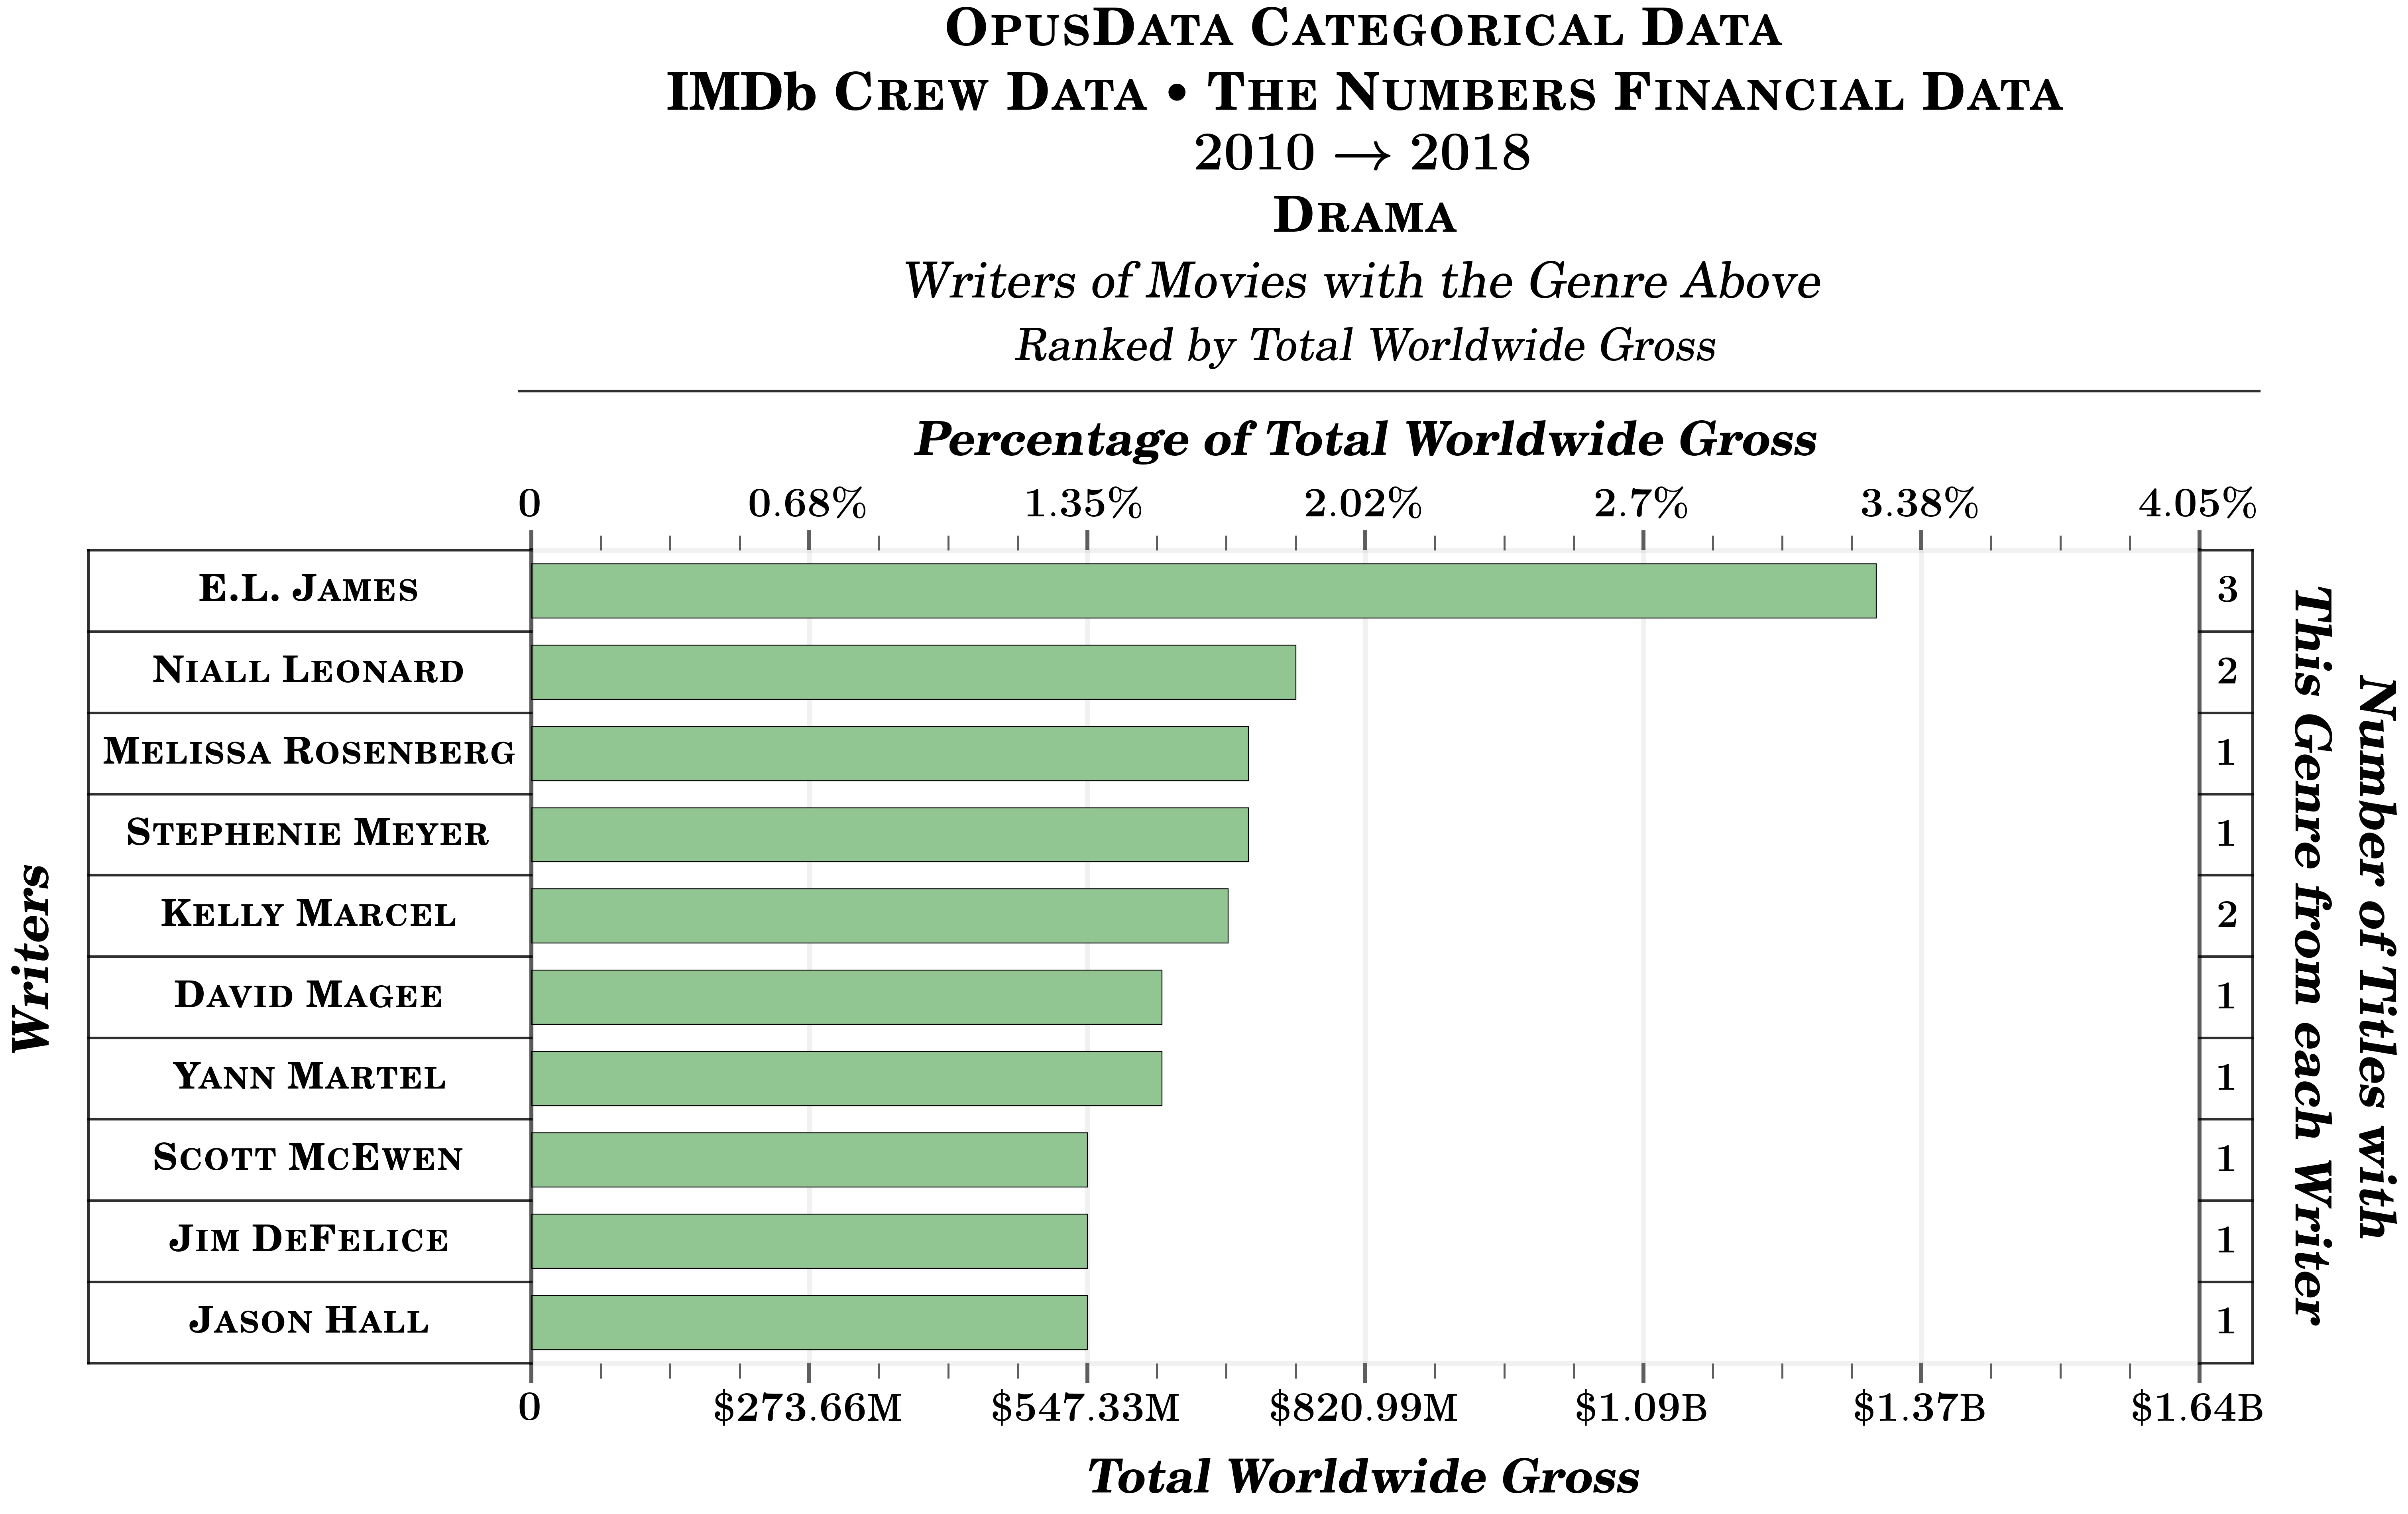 OpusData Categorical Data
IMDb Crew Data • The Numbers Financial Data
2010 → 2018
Drama
Writers of Movies with the Genre Above
Ranked by Total Worldwide Gross
Percentage of Total Worldwide Gross
0 0.68% 1.35% 2.02% 2.7% 3.38% 4.05%
Writers
E.L. James 3
Niall Leonard 2
Melissa Rosenberg 1
Stephenie Meyer 1
Kelly Marcel 2
David Magee 1
Yann Martel 1
Scott McEwen 1
Jim DeFelice 1
Jason Hall 1
Number of Titles with
This Genre from each Writer
0 $273.66M $547.33M $820.99M $1.09B $1.37B $1.64B
Total Worldwide Gross